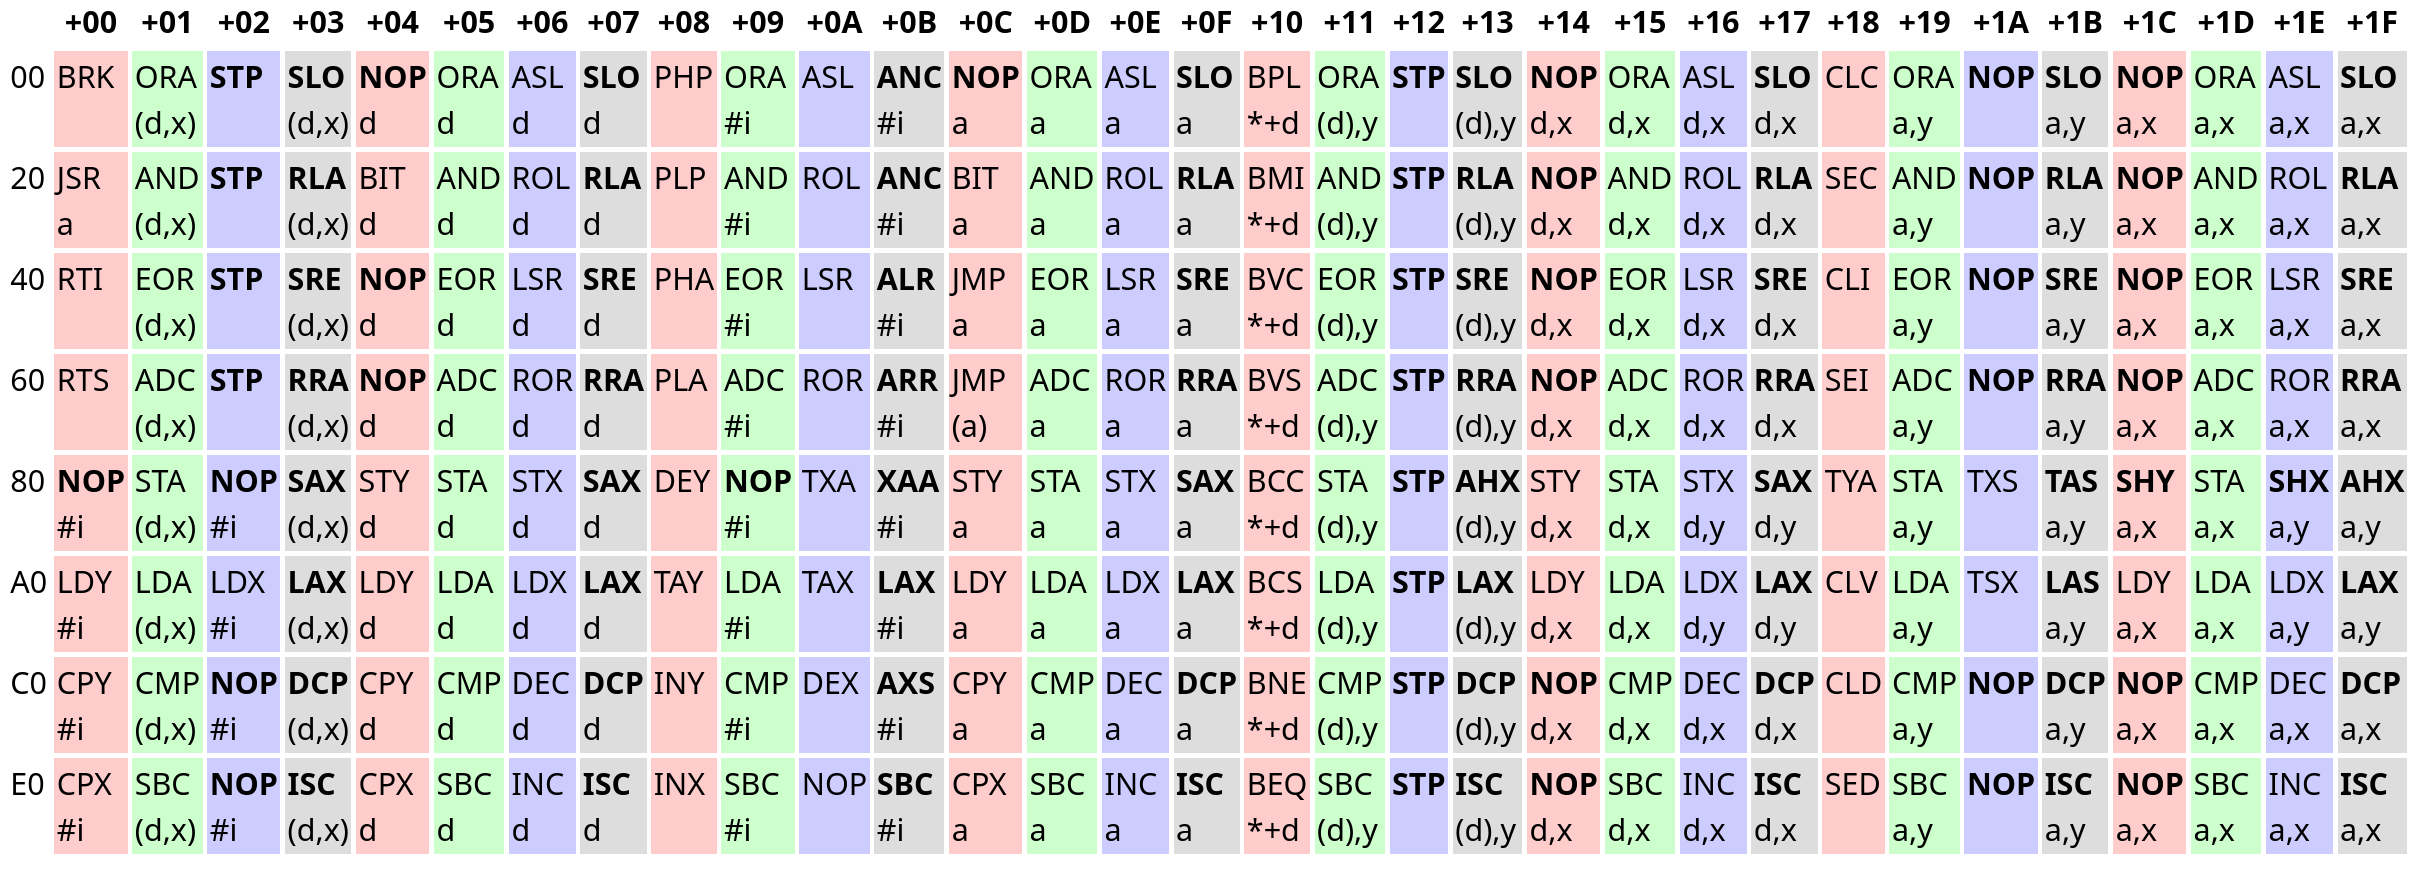 +00 +01 +02 +03 +04 +05 +06 +07 +08 +09 +0A +0B +0C +0D +0E +0F +10 +11 +12 +13 +14 +15 +16 +17 +18 +19 +1A +1B +1C +1D +1E +1F
00 BRK ORA STP SLO NOP ORA ASL SLO PHP ORA ASL ANC NOP ORA ASL SLO BPL ORA STP SLO NOP ORA ASL SLO CLC ORA NOP SLO NOP ORA ASL SLO
(d,x) (d,x) d d d d #i #i a a a a *+d (d),y (d),y d,x d,x d,x d,x a,y a,y a,x a,x a,x a,x
20 JSR AND STP RLA BIT AND ROL RLA PLP AND ROL ANC BIT AND ROL RLA BMI AND STP RLA NOP AND ROL RLA SEC AND NOP RLA NOP AND ROL RLA
a (d,x) (d,x) d d d d #i #i a a a a *+d (d),y (d),y d,x d,x d,x d,x a,y a,y a,x a,x a,x a,x
40 RTI EOR STP SRE NOP EOR LSR SRE PHA EOR LSR ALR JMP EOR LSR SRE BVC EOR STP SRE NOP EOR LSR SRE CLI EOR NOP SRE NOP EOR LSR SRE
(d,x) (d,x) d d d d #i #i a a a a *+d (d),y (d),y d,x d,x d,x d,x a,y a,y a,x a,x a,x a,x
60 RTS ADC STP RRA NOP ADC ROR RRA PLA ADC ROR ARR JMP ADC ROR RRA BVS ADC STP RRA NOP ADC ROR RRA SEI ADC NOP RRA NOP ADC ROR RRA
(d,x) (d,x) d d d d #i #i (a) a a a *+d (d),y (d),y d,x d,x d,x d,x a,y a,y a,x a,x a,x a,x
80 NOP STA NOP SAX STY STA STX SAX DEY NOP TXA XAA STY STA STX SAX BCC STA STP AHX STY STA STX SAX TYA STA TXS TAS SHY STA SHX AHX
#i (d,x) #i (d,x) d d d d #i #i a a a a *+d (d),y (d),y d,x d,x d,y d,y a,y a,y a,x a,x a,y a,y
A0 LDY LDA LDX LAX LDY LDA LDX LAX TAY LDA TAX LAX LDY LDA LDX LAX BCS LDA STP LAX LDY LDA LDX LAX CLV LDA TSX LAS LDY LDA LDX LAX
#i (d,x) #i (d,x) d d d d #i #i a a a a *+d (d),y (d),y d,x d,x d,y d,y a,y a,y a,x a,x a,y a,y
C0 CPY CMP NOP DCP CPY CMP DEC DCP INY CMP DEX AXS CPY CMP DEC DCP BNE CMP STP DCP NOP CMP DEC DCP CLD CMP NOP DCP NOP CMP DEC DCP
#i (d,x) #i (d,x) d d d d #i #i a a a a *+d (d),y (d),y d,x d,x d,x d,x a,y a,y a,x a,x a,x a,x
E0 CPX SBC NOP ISC CPX SBC INC ISC INX SBC NOP SBC CPX SBC INC ISC BEQ SBC STP ISC NOP SBC INC ISC SED SBC NOP ISC NOP SBC INC ISC
#i (d,x) #i (d,x) d d d d #i #i a a a a *+d (d),y (d),y d,x d,x d,x d,x a,y a,y a,x a,x a,x a,x